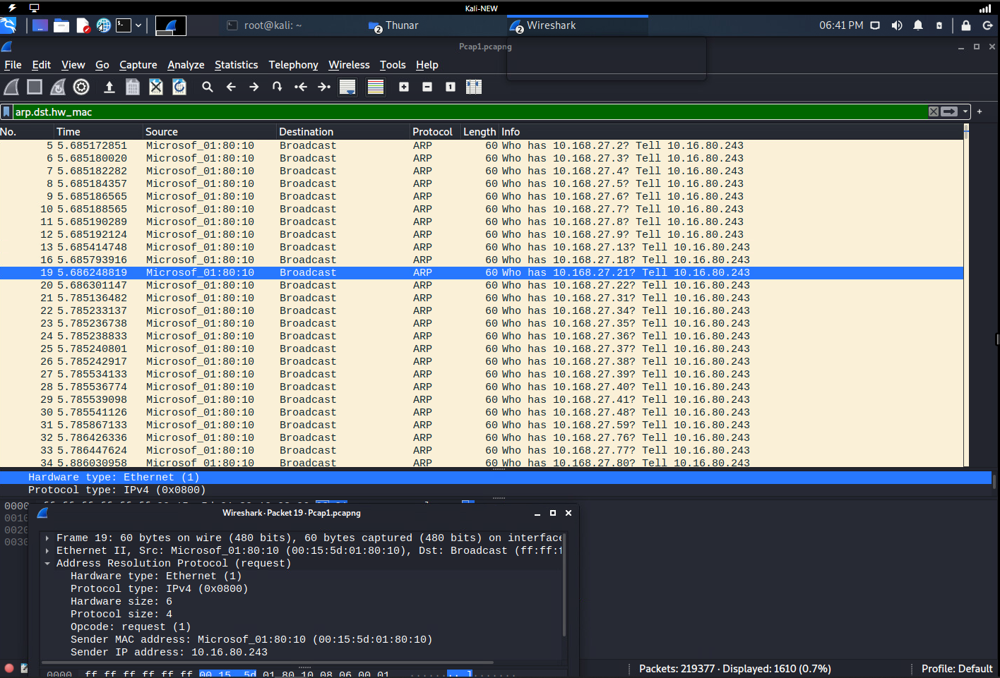 Kali-NEW
root@kali: ~
2 Thunar
2 Wireshark
06:41 PM
Pcap1.pcapng
File Edit View Go Capture Analyze Statistics Telephony Wireless Tools Help
arp.dst.hw_mac
No. Time Source Destination Protocol Length Info
5 5.685172851 Microsof_01:80:10 Broadcast ARP 60 Who has 10.168.27.2? Tell 10.16.80.243
6 5.685180020 Microsof_01:80:10 Broadcast ARP 60 Who has 10.168.27.3? Tell 10.16.80.243
7 5.685182282 Microsof_01:80:10 Broadcast ARP 60 Who has 10.168.27.4? Tell 10.16.80.243
8 5.685184357 Microsof_01:80:10 Broadcast ARP 60 Who has 10.168.27.5? Tell 10.16.80.243
9 5.685186565 Microsof_01:80:10 Broadcast ARP 60 Who has 10.168.27.6? Tell 10.16.80.243
10 5.685188565 Microsof_01:80:10 Broadcast ARP 60 Who has 10.168.27.7? Tell 10.16.80.243
11 5.685190289 Microsof_01:80:10 Broadcast ARP 60 Who has 10.168.27.8? Tell 10.16.80.243
12 5.685192124 Microsof_01:80:10 Broadcast ARP 60 Who has 10.168.27.9? Tell 10.16.80.243
13 5.685414748 Microsof_01:80:10 Broadcast ARP 60 Who has 10.168.27.13? Tell 10.16.80.243
16 5.685793916 Microsof_01:80:10 Broadcast ARP 60 Who has 10.168.27.18? Tell 10.16.80.243
19 5.686248819 Microsof_01:80:10 Broadcast ARP 60 Who has 10.168.27.21? Tell 10.16.80.243
20 5.686301147 Microsof_01:80:10 Broadcast ARP 60 Who has 10.168.27.22? Tell 10.16.80.243
21 5.785136482 Microsof_01:80:10 Broadcast ARP 60 Who has 10.168.27.31? Tell 10.16.80.243
22 5.785233137 Microsof_01:80:10 Broadcast ARP 60 Who has 10.168.27.34? Tell 10.16.80.243
23 5.785236738 Microsof_01:80:10 Broadcast ARP 60 Who has 10.168.27.35? Tell 10.16.80.243
24 5.785238833 Microsof_01:80:10 Broadcast ARP 60 Who has 10.168.27.36? Tell 10.16.80.243
25 5.785240801 Microsof_01:80:10 Broadcast ARP 60 Who has 10.168.27.37? Tell 10.16.80.243
26 5.785242917 Microsof_01:80:10 Broadcast ARP 60 Who has 10.168.27.38? Tell 10.16.80.243
27 5.785534133 Microsof_01:80:10 Broadcast ARP 60 Who has 10.168.27.39? Tell 10.16.80.243
28 5.785536774 Microsof_01:80:10 Broadcast ARP 60 Who has 10.168.27.40? Tell 10.16.80.243
29 5.785539098 Microsof_01:80:10 Broadcast ARP 60 Who has 10.168.27.41? Tell 10.16.80.243
30 5.785541126 Microsof_01:80:10 Broadcast ARP 60 Who has 10.168.27.48? Tell 10.16.80.243
31 5.785867133 Microsof_01:80:10 Broadcast ARP 60 Who has 10.168.27.59? Tell 10.16.80.243
32 5.786426336 Microsof_01:80:10 Broadcast ARP 60 Who has 10.168.27.76? Tell 10.16.80.243
33 5.786447624 Microsof_01:80:10 Broadcast ARP 60 Who has 10.168.27.77? Tell 10.16.80.243
34 5.886030958 Microsof_01:80:10 Broadcast ARP 60 Who has 10.168.27.80? Tell 10.16.80.243
Hardware type: Ethernet (1)
Protocol type: IPv4 (0x0800)
0000
0010
0020
0030
Wireshark · Packet 19 · Pcap1.pcapng
Frame 19: 60 bytes on wire (480 bits), 60 bytes captured (480 bits) on interface
Ethernet II, Src: Microsof_01:80:10 (00:15:5d:01:80:10), Dst: Broadcast (ff:ff:f
Address Resolution Protocol (request)
Hardware type: Ethernet (1)
Protocol type: IPv4 (0x0800)
Hardware size: 6
Protocol size: 4
Opcode: request (1)
Sender MAC address: Microsof_01:80:10 (00:15:5d:01:80:10)
Sender IP address: 10.16.80.243
0000 ff ff ff ff ff ff 00 15 5d 01 80 10 08 06 00 01
Packets: 219377 · Displayed: 1610 (0.7%)
Profile: Default